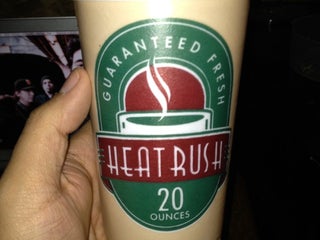 GUARANTEED FRESH
HEAT RUSH
20
OUNCES